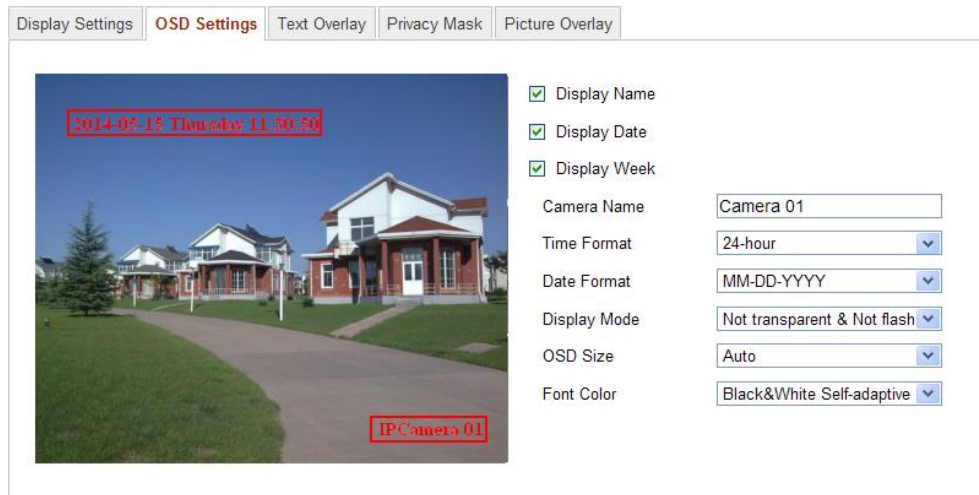 Display Settings OSD Settings Text Overlay Privacy Mask Picture Overlay
2014-05-15 Thursday 11:30:50
IPCamera 01
Display Name
Display Date
Display Week
Camera Name Camera 01
Time Format 24-hour
Date Format MM-DD-YYYY
Display Mode Not transparent & Not flash
OSD Size Auto
Font Color Black&White Self-adaptive